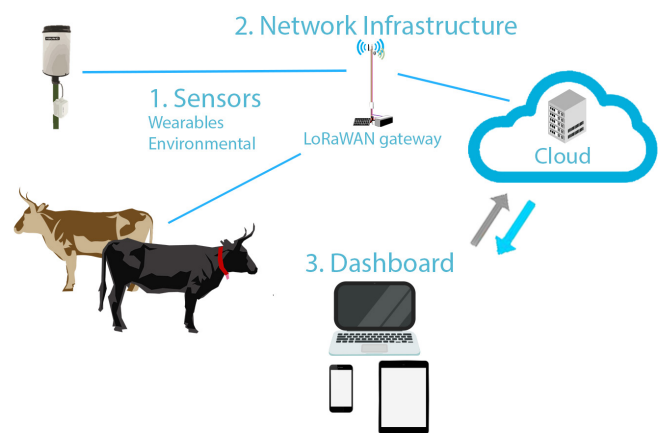 2. Network Infrastructure
1. Sensors
Wearables
Environmental
LoRaWAN gateway
Cloud
3. Dashboard